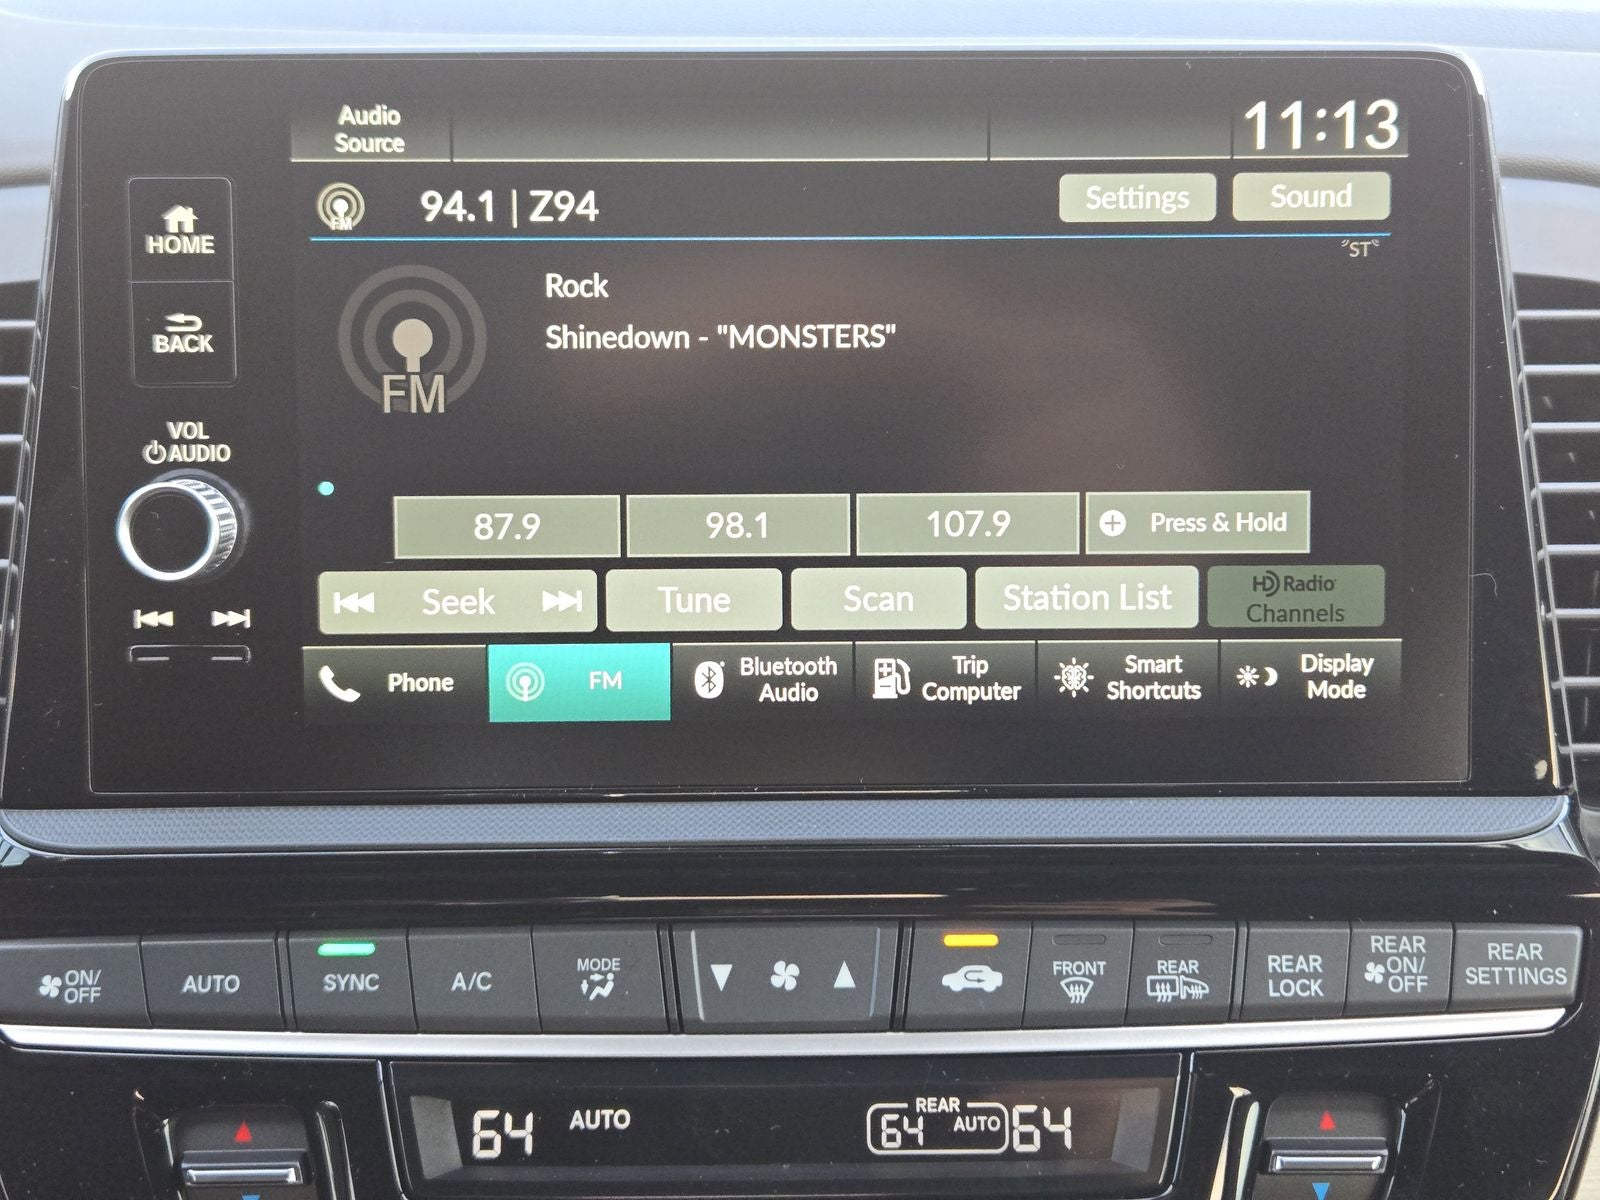 Audio
Source
11:13
FM
94.1 | Z94
Settings
Sound
"ST"
HOME
BACK
VOL
AUDIO
FM
Rock
Shinedown - "MONSTERS"
87.9
98.1
107.9
Press & Hold
Seek
Tune
Scan
Station List
HD Radio
Channels
Phone
FM
Bluetooth
Audio
Trip
Computer
Smart
Shortcuts
Display
Mode
ON/
OFF
AUTO
SYNC
A/C
MODE
FRONT
REAR
REAR
LOCK
REAR
ON/
OFF
REAR
SETTINGS
64 AUTO
REAR
64 AUTO
64